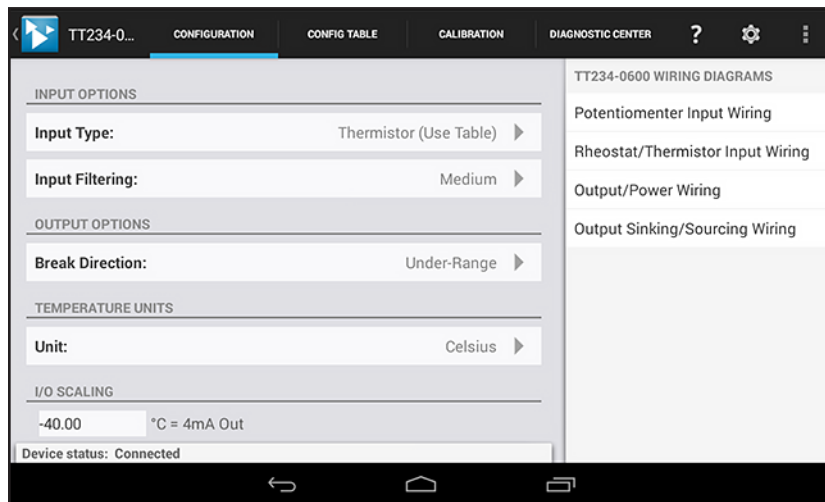 TT234-0...
CONFIGURATION
CONFIG TABLE
CALIBRATION
DIAGNOSTIC CENTER
?
INPUT OPTIONS
Input Type: Thermistor (Use Table)
Input Filtering: Medium
OUTPUT OPTIONS
Break Direction: Under-Range
TEMPERATURE UNITS
Unit: Celsius
I/O SCALING
-40.00 °C = 4mA Out
Device status: Connected
TT234-0600 WIRING DIAGRAMS
Potentiomenter Input Wiring
Rheostat/Thermistor Input Wiring
Output/Power Wiring
Output Sinking/Sourcing Wiring